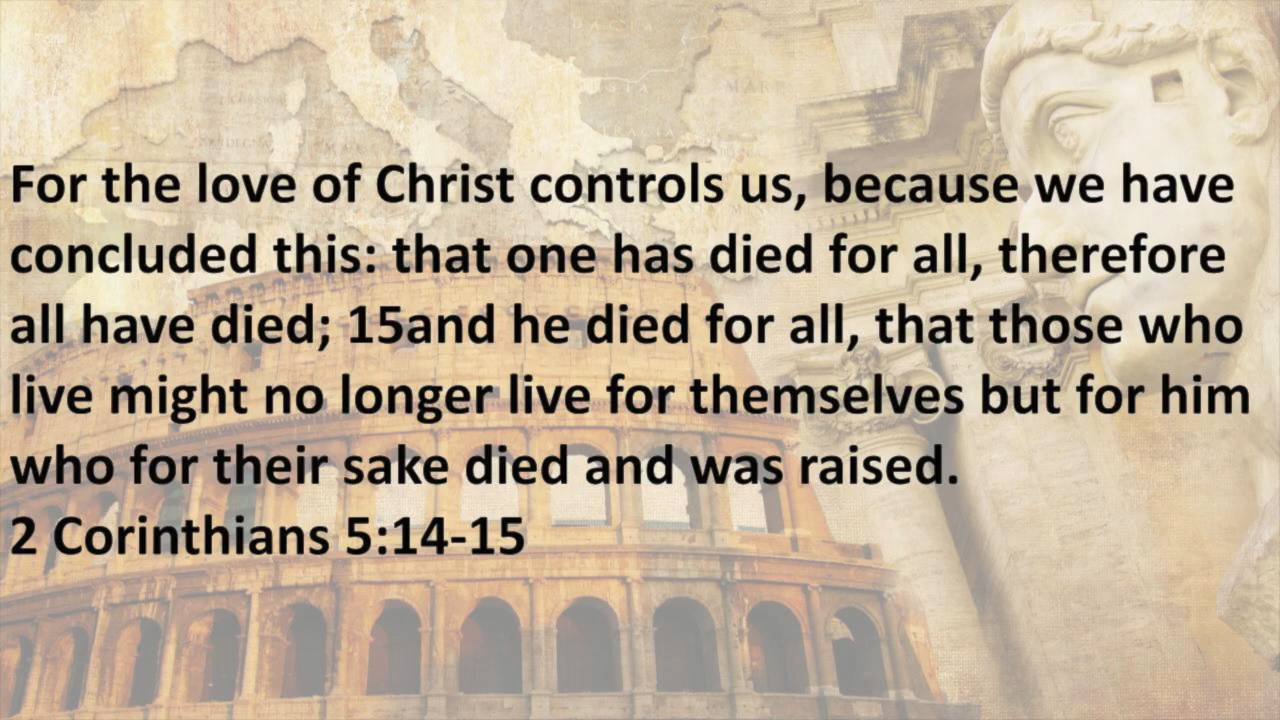 For the love of Christ controls us, because we have
concluded this: that one has died for all, therefore
all have died; 15and he died for all, that those who
live might no longer live for themselves but for him
who for their sake died and was raised.
2 Corinthians 5:14-15